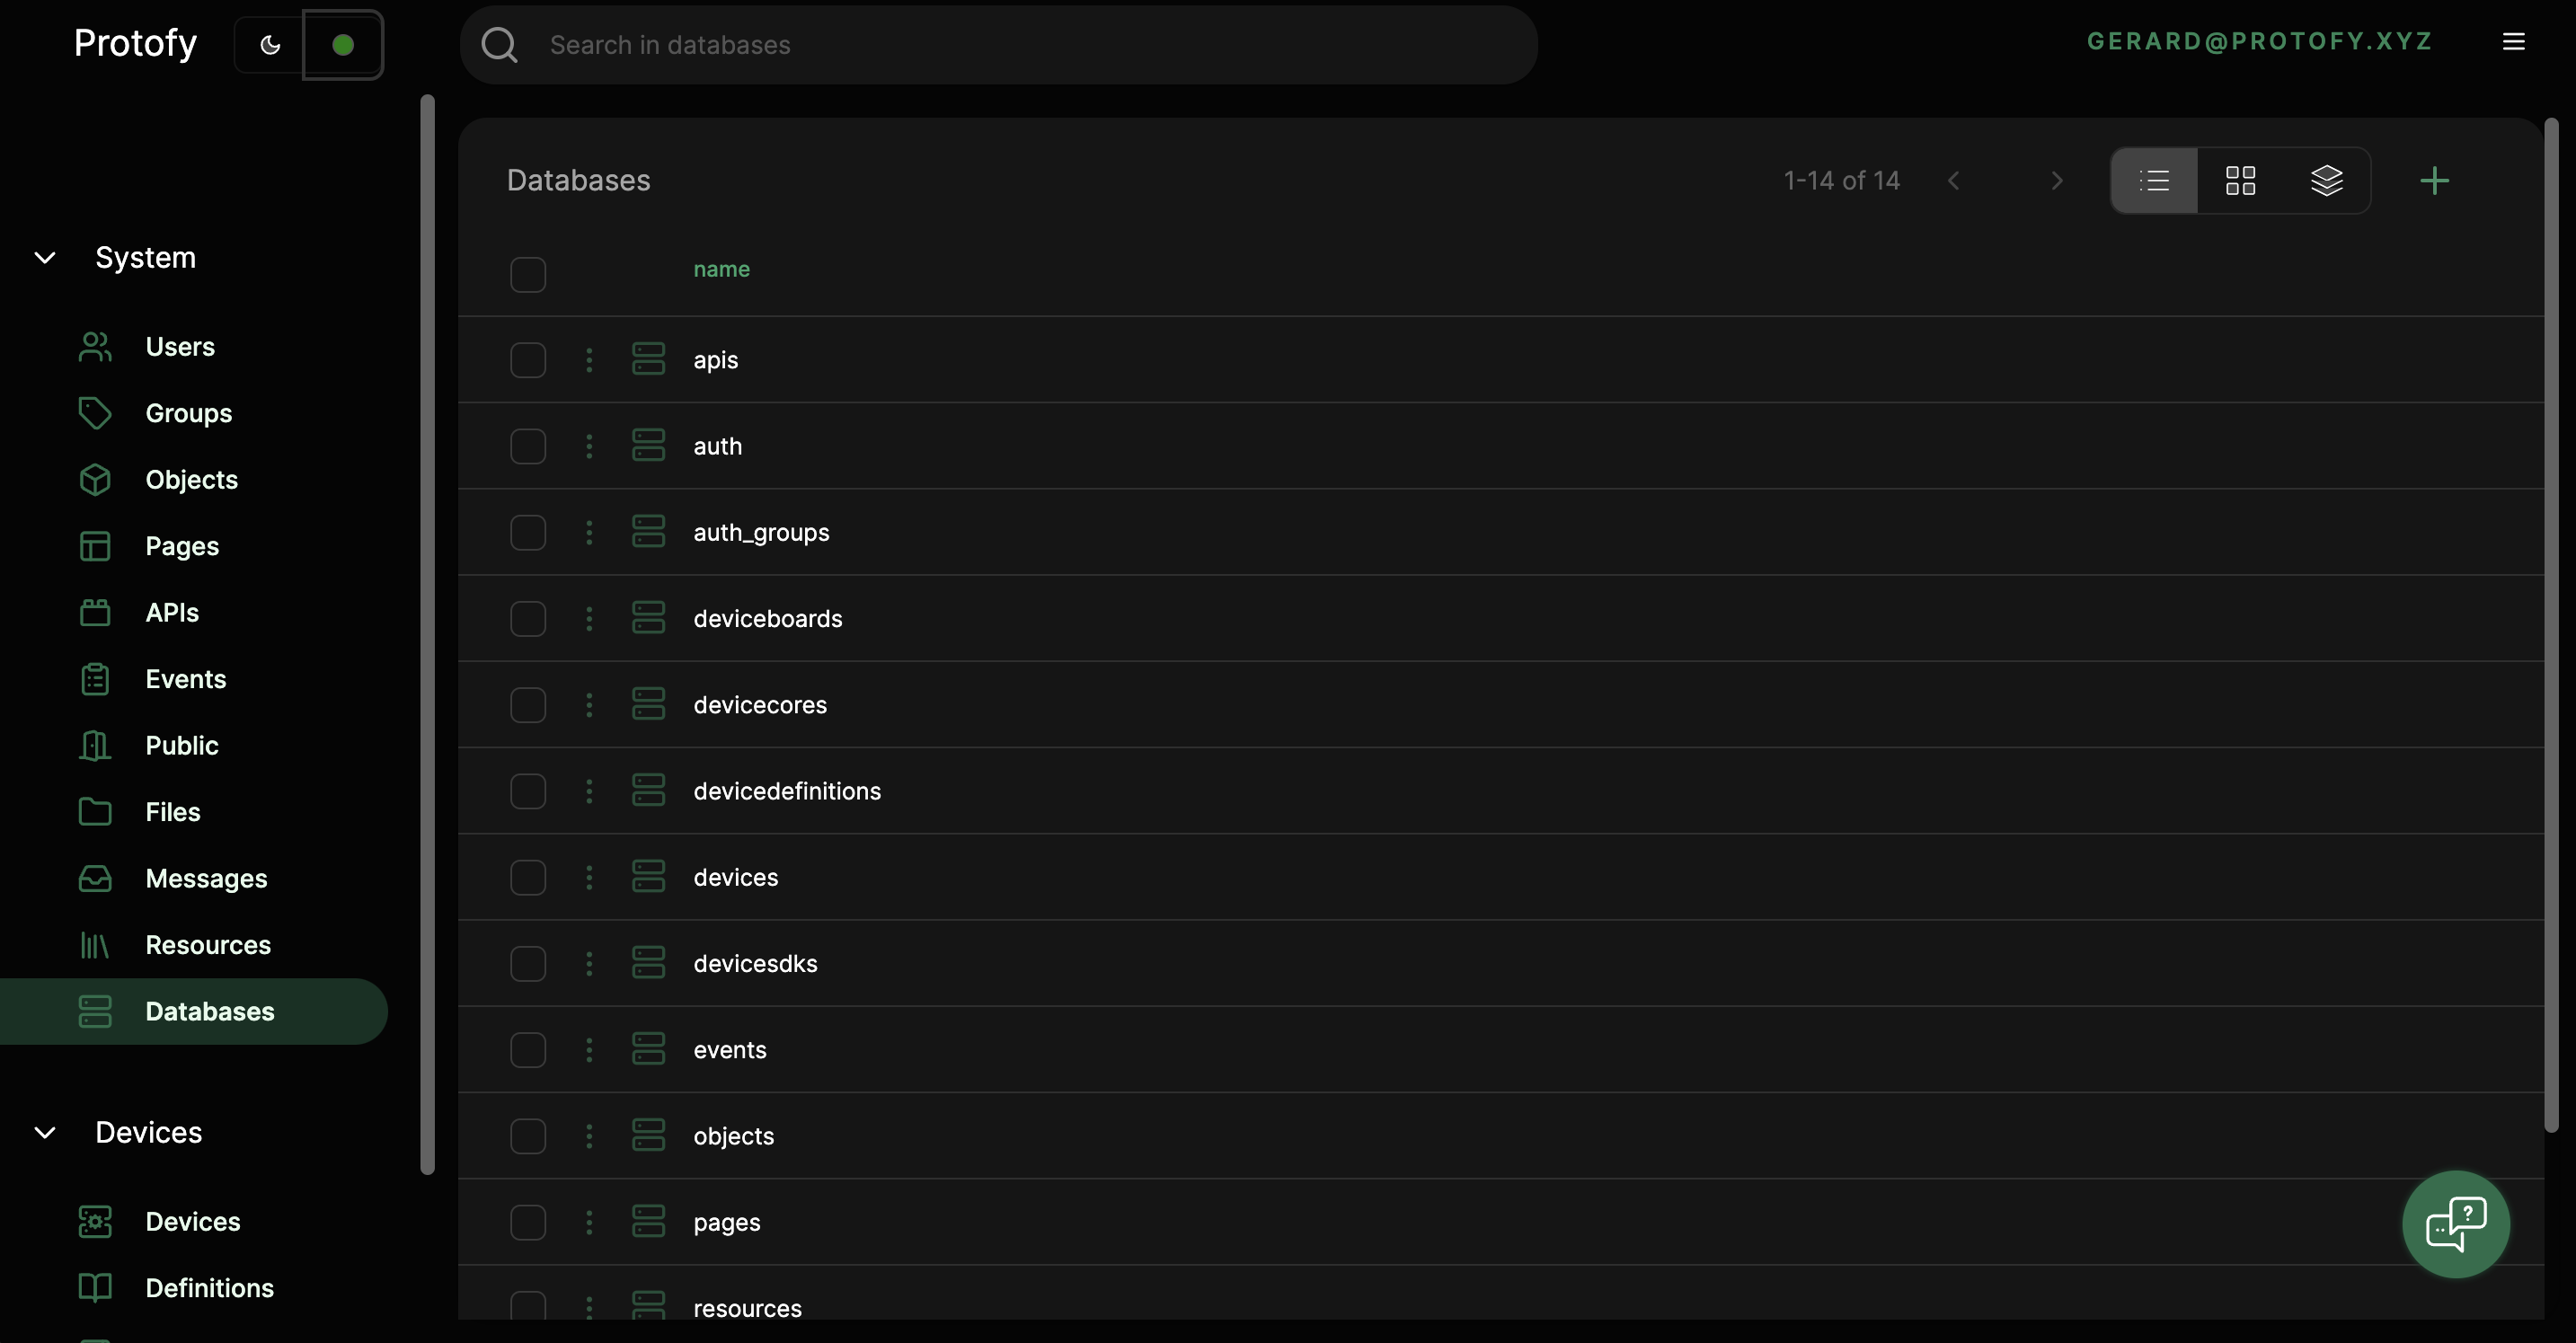 Protofy
Search in databases
GERARD@PROTOFY.XYZ
System
Users
Groups
Objects
Pages
APIs
Events
Public
Files
Messages
Resources
Databases
Devices
Devices
Definitions
Databases
1-14 of 14
name
apis
auth
auth_groups
deviceboards
devicecores
devicedefinitions
devices
devicesdks
events
objects
pages
resources
?